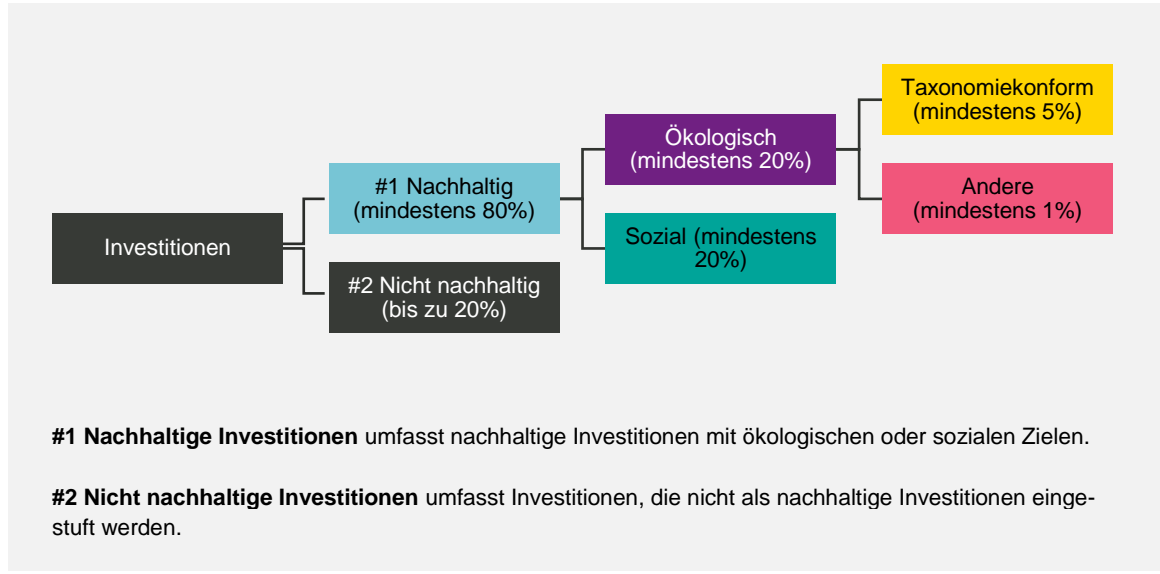 Taxonomiekonform
(mindestens 5%)
Ökologisch
(mindestens 20%)
#1 Nachhaltig
(mindestens 80%)
Andere
(mindestens 1%)
Investitionen
Sozial (mindestens
20%)
#2 Nicht nachhaltig
(bis zu 20%)
#1 Nachhaltige Investitionen umfasst nachhaltige Investitionen mit ökologischen oder sozialen Zielen.
#2 Nicht nachhaltige Investitionen umfasst Investitionen, die nicht als nachhaltige Investitionen einge-
stuft werden.